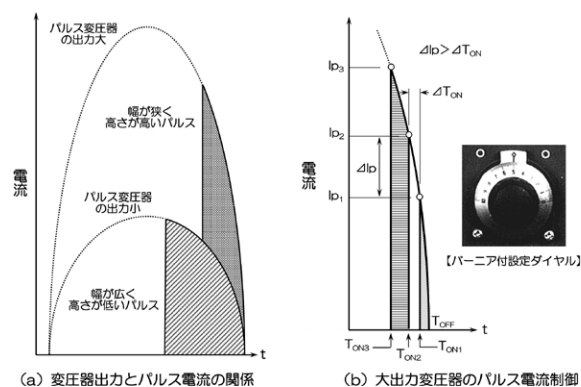 パルス変圧器
の出力大
幅が狭く
高さが高いパルス
電流
パルス変圧器
の出力小
幅が広く
高さが低いパルス
t
(a) 変圧器出力とパルス電流の関係
⊿Ip>⊿TON
Ip3
⊿TON
Ip2
⊿Ip
電流
Ip1
【バーニア付設定ダイヤル】
TOFF
t
TON3
TON2
TON1
(b) 大出力変圧器のパルス電流制御